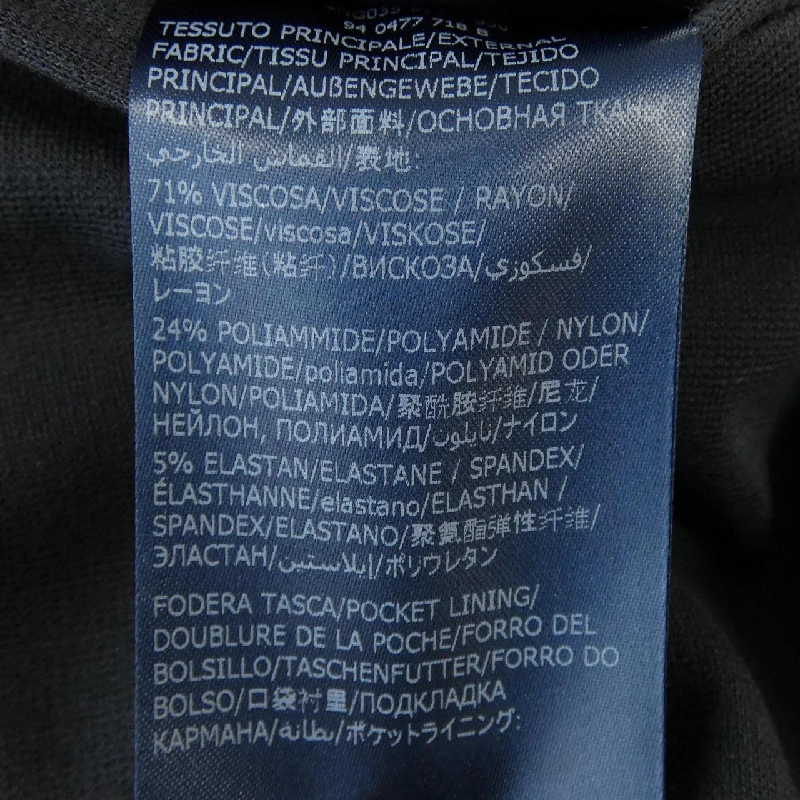 94 0477 718 8
TESSUTO PRINCIPALE/EXTERNAL
FABRIC/TISSU PRINCIPAL/TEJIDO
PRINCIPAL/AUßENGEWEBE/TECIDO
PRINCIPAL/外部面料/ОСНОВНАЯ ТКАНЬ
القماش الخارجي/表地:
71% VISCOSA/VISCOSE / RAYON/
VISCOSE/viscosa/VISKOSE/
粘胶纤维(粘纤)/ВИСКОЗА/فسكوزي/
レーヨン
24% POLIAMMIDE/POLYAMIDE / NYLON/
POLYAMIDE/poliamida/POLYAMID ODER
NYLON/POLIAMIDA/聚酰胺纤维/尼龙/
НЕЙЛОН, ПОЛИАМИД/نايلون/ナイロン
5% ELASTAN/ELASTANE / SPANDEX/
ÉLASTHANNE/elastano/ELASTHAN /
SPANDEX/ELASTANO/聚氨酯弹性纤维/
ЭЛАСТАН/إيلاستين/ポリウレタン
FODERA TASCA/POCKET LINING/
DOUBLURE DE LA POCHE/FORRO DEL
BOLSILLO/TASCHENFUTTER/FORRO DO
BOLSO/口袋衬里/ПОДКЛАДКА
КАРМАНА/بطانة/ポケットライニング: